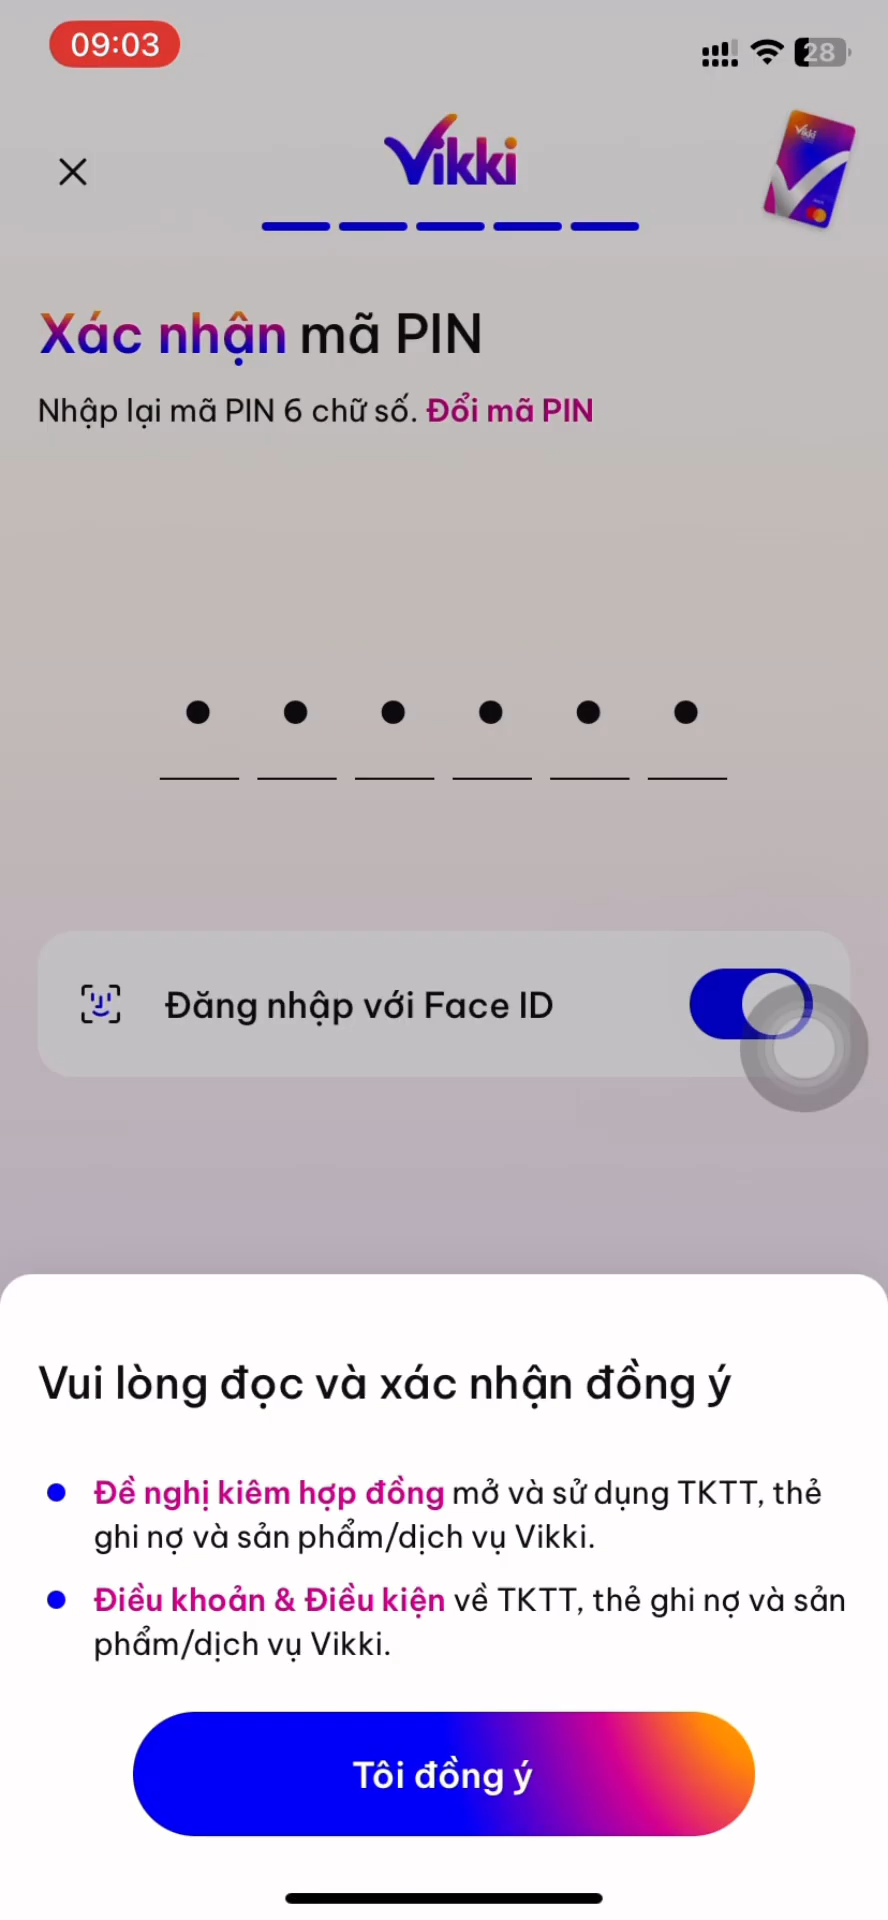 09:03
28
Vikki
Vikki
Xác nhận mã PIN
Nhập lại mã PIN 6 chữ số. Đổi mã PIN
Đăng nhập với Face ID
Vui lòng đọc và xác nhận đồng ý
Đề nghị kiêm hợp đồng mở và sử dụng TKTT, thẻ
ghi nợ và sản phẩm/dịch vụ Vikki.
Điều khoản & Điều kiện về TKTT, thẻ ghi nợ và sản
phẩm/dịch vụ Vikki.
Tôi đồng ý